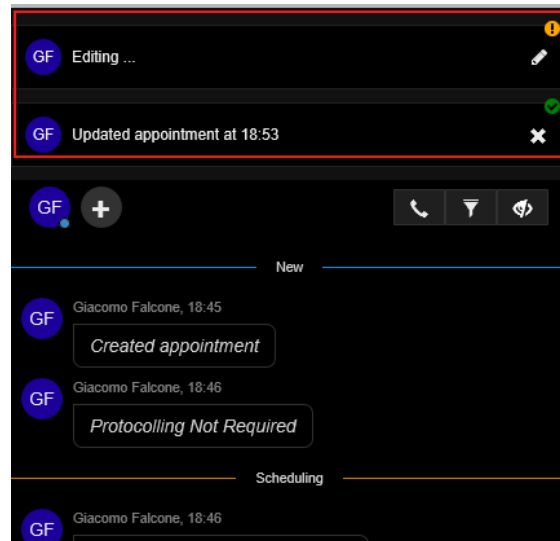 GF Editing ...
GF Updated appointment at 18:53
GF
New
Giacomo Falcone, 18:45
GF Created appointment
Giacomo Falcone, 18:46
GF Protocolling Not Required
Scheduling
Giacomo Falcone, 18:46
GF